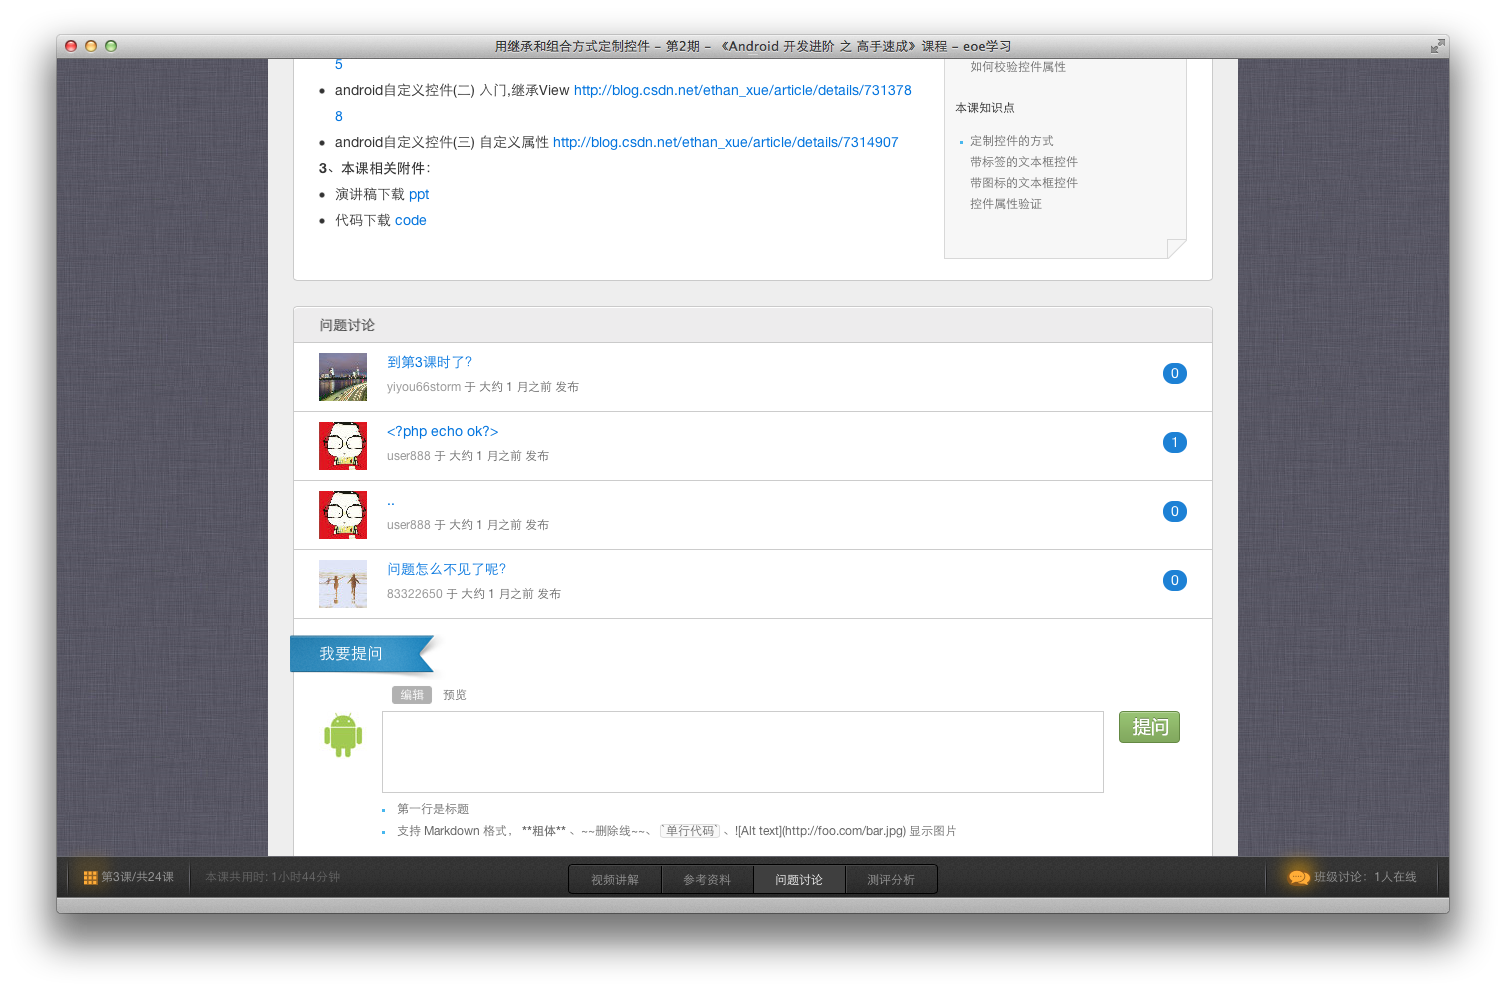 用继承和组合方式定制控件 – 第2期 – 《Android 开发进阶 之 高手速成》课程 – eoe学习
5
android自定义控件(二) 入门,继承View http://blog.csdn.net/ethan_xue/article/details/731378
8
android自定义控件(三) 自定义属性 http://blog.csdn.net/ethan_xue/article/details/7314907
3、本课相关附件：
演讲稿下载 ppt
代码下载 code
如何校验控件属性
本课知识点
定制控件的方式
带标签的文本框控件
带图标的文本框控件
控件属性验证
问题讨论
到第3课时了?
yiyou66storm 于 大约 1 月之前 发布
0
<?php echo ok?>
user888 于 大约 1 月之前 发布
1
..
user888 于 大约 1 月之前 发布
0
问题怎么不见了呢?
83322650 于 大约 1 月之前 发布
0
我要提问
编辑 预览
提问
第一行是标题
支持 Markdown 格式， **粗体** 、~~删除线~~、 `单行代码` 、![Alt text](http://foo.com/bar.jpg) 显示图片
第3课/共24课 本课共用时: 1小时44分钟 视频讲解 参考资料 问题讨论 测评分析 班级讨论：1人在线